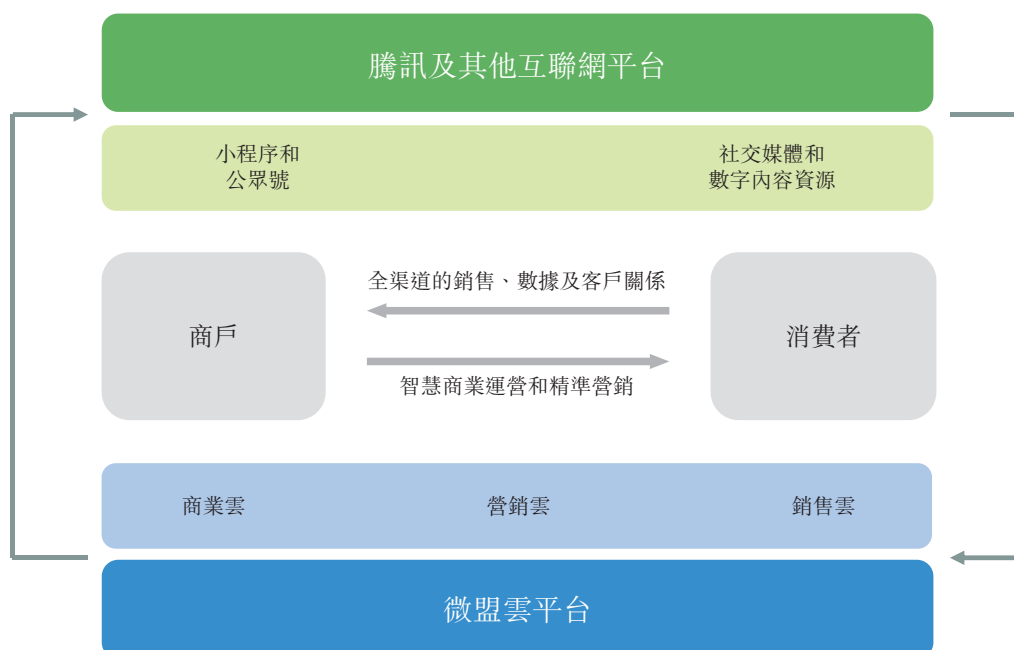 騰訊及其他互聯網平台
小程序和
公眾號
社交媒體和
數字內容資源
全渠道的銷售、數據及客戶關係
商戶
消費者
智慧商業運營和精準營銷
商業雲
營銷雲
銷售雲
微盟雲平台